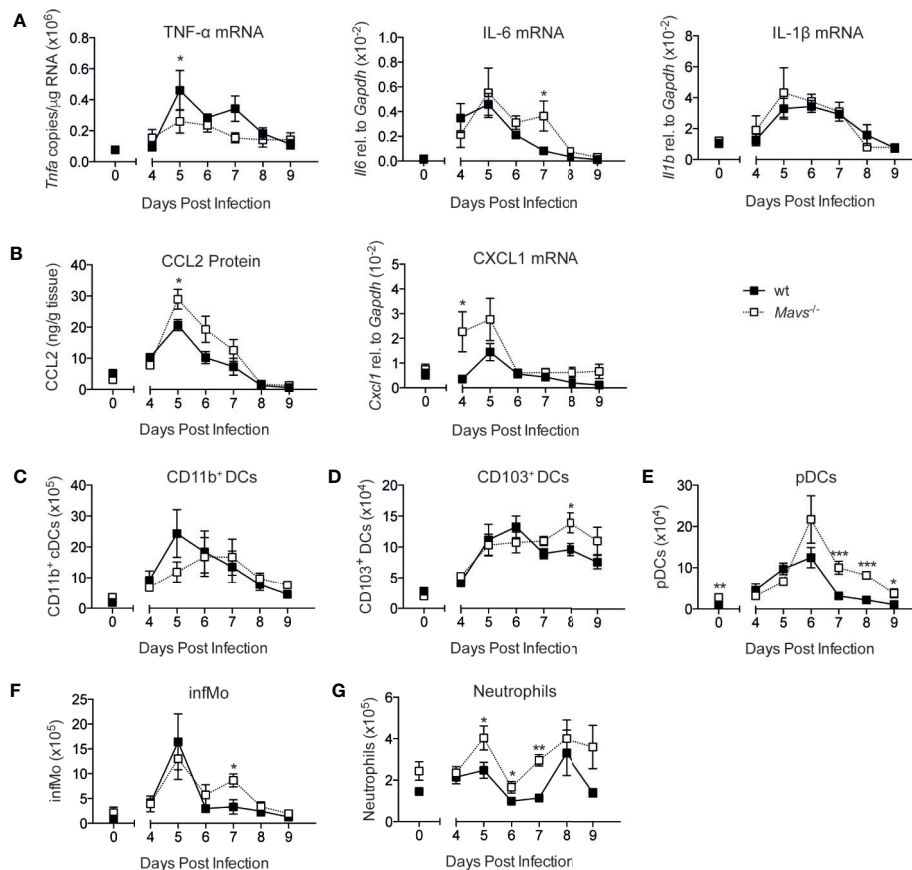 A
TNF-α mRNA
Tnfa copies/μg RNA (x10⁶)
1.0
0.8
0.6
0.4
0.2
0.0
*
0 4 5 6 7 8 9
Days Post Infection
IL-6 mRNA
Il6 rel. to Gapdh (x10⁻²)
1.0
0.8
0.6
0.4
0.2
0.0
*
0 4 5 6 7 8 9
Days Post Infection
IL-1β mRNA
Il1b rel. to Gapdh (x10⁻²)
8
6
4
2
0
0 4 5 6 7 8 9
Days Post Infection
B
CCL2 Protein
CCL2 (ng/g tissue)
40
30
20
10
0
*
0 4 5 6 7 8 9
Days Post Infection
CXCL1 mRNA
Cxcl1 rel. to Gapdh (10⁻²)
5
4
3
2
1
0
*
0 4 5 6 7 8 9
Days Post Infection
wt
Mavs⁻/⁻
C
CD11b⁺ DCs
CD11b⁺ cDCs (x10⁵)
40
30
20
10
0
0 4 5 6 7 8 9
Days Post Infection
D
CD103⁺ DCs
CD103⁺ DCs (x10⁴)
20
15
10
5
0
*
0 4 5 6 7 8 9
Days Post Infection
E
pDCs
pDCs (x10⁴)
30
20
10
0
** *** *** *
0 4 5 6 7 8 9
Days Post Infection
F
infMo
infMo (x10⁵)
25
20
15
10
5
0
*
0 4 5 6 7 8 9
Days Post Infection
G
Neutrophils
Neutrophils (x10⁵)
6
4
2
0
* * **
0 4 5 6 7 8 9
Days Post Infection